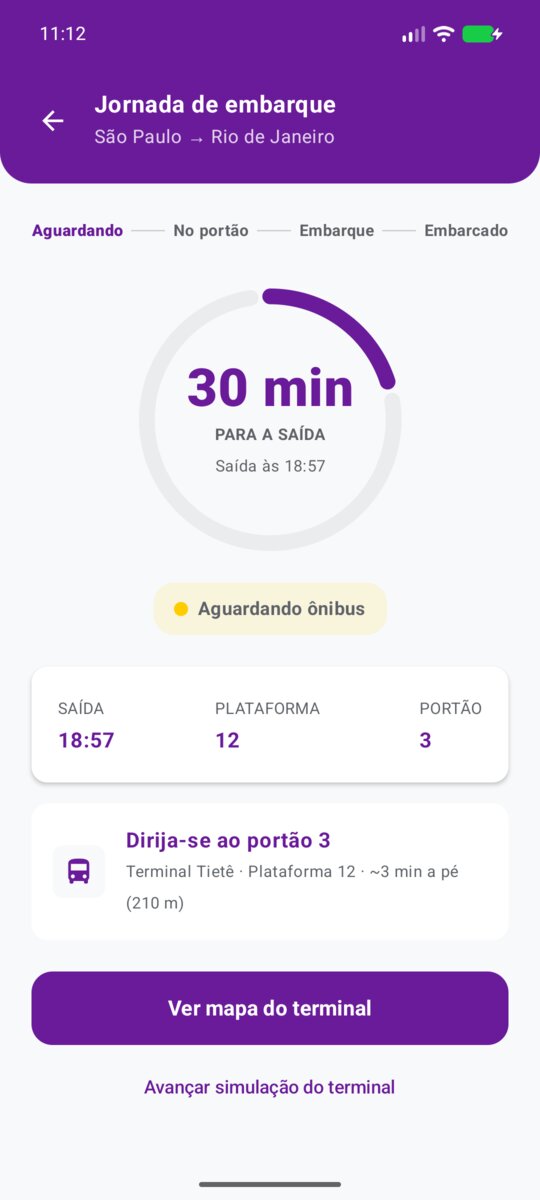 11:12
Jornada de embarque
São Paulo → Rio de Janeiro
Aguardando No portão Embarque Embarcado
30 min
PARA A SAÍDA
Saída às 18:57
Aguardando ônibus
SAÍDA PLATAFORMA PORTÃO
18:57 12 3
Dirija-se ao portão 3
Terminal Tietê · Plataforma 12 · ~3 min a pé
(210 m)
Ver mapa do terminal
Avançar simulação do terminal